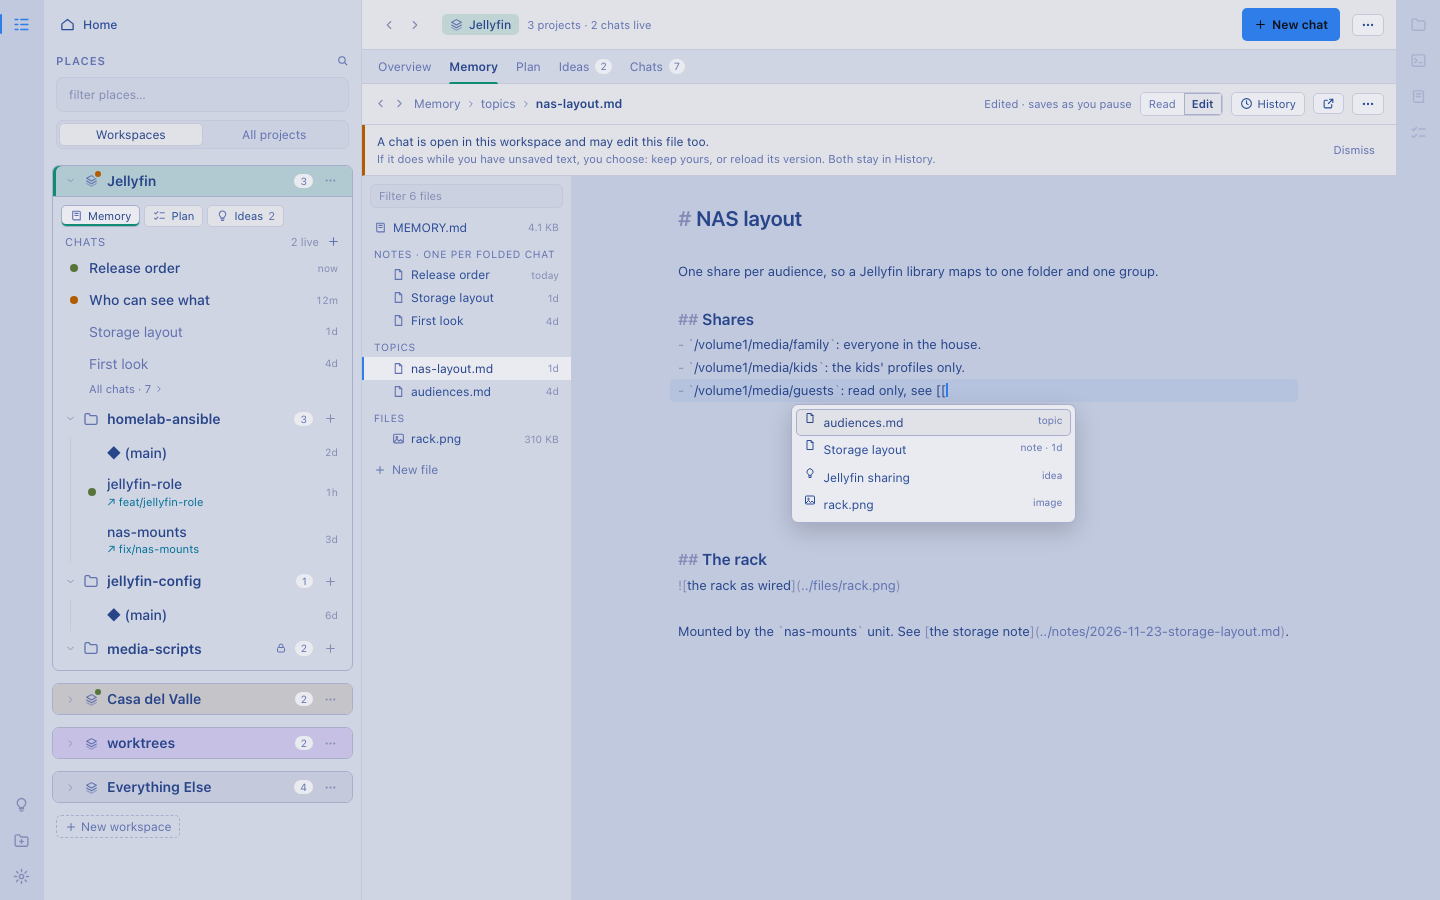 Home
PLACES
filter places...
Workspaces
All projects
Jellyfin
3
Memory
Plan
Ideas 2
CHATS
2 live
Release order
now
Who can see what
12m
Storage layout
1d
First look
4d
All chats · 7
homelab-ansible
3
(main)
2d
jellyfin-role
feat/jellyfin-role
1h
nas-mounts
fix/nas-mounts
3d
jellyfin-config
1
(main)
6d
media-scripts
2
Casa del Valle
2
worktrees
2
Everything Else
4
New workspace
Jellyfin
3 projects · 2 chats live
New chat
Overview
Memory
Plan
Ideas 2
Chats 7
Memory
topics
nas-layout.md
Edited · saves as you pause
Read
Edit
History
A chat is open in this workspace and may edit this file too.
If it does while you have unsaved text, you choose: keep yours, or reload its version. Both stay in History.
Dismiss
Filter 6 files
MEMORY.md
4.1 KB
NOTES · ONE PER FOLDED CHAT
Release order
today
Storage layout
1d
First look
4d
TOPICS
nas-layout.md
1d
audiences.md
4d
FILES
rack.png
310 KB
New file
# NAS layout
One share per audience, so a Jellyfin library maps to one folder and one group.
## Shares
- `/volume1/media/family`: everyone in the house.
- `/volume1/media/kids`: the kids' profiles only.
- `/volume1/media/guests`: read only, see [[
audiences.md
topic
Storage layout
note · 1d
Jellyfin sharing
idea
rack.png
image
## The rack
![the rack as wired](../files/rack.png)
Mounted by the `nas-mounts` unit. See [the storage note](../notes/2026-11-23-storage-layout.md).